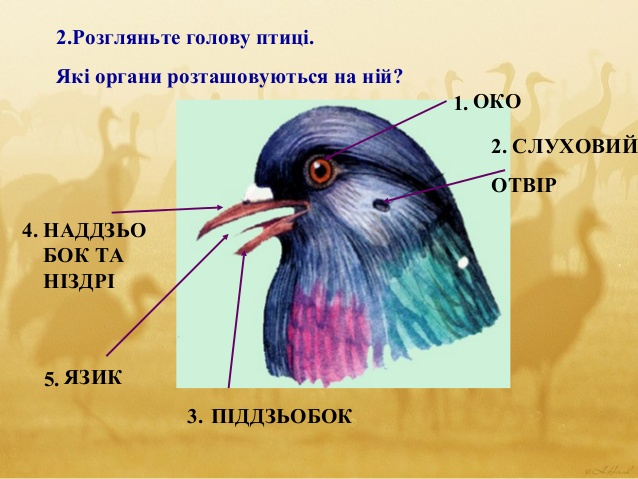 2.Розгляньте голову птиці.
Які органи розташовуються на ній?
1. ОКО
2. СЛУХОВИЙ
ОТВІР
4. НАДДЗЬО
БОК ТА
НІЗДРІ
5. ЯЗИК
3. ПІДДЗЬОБОК